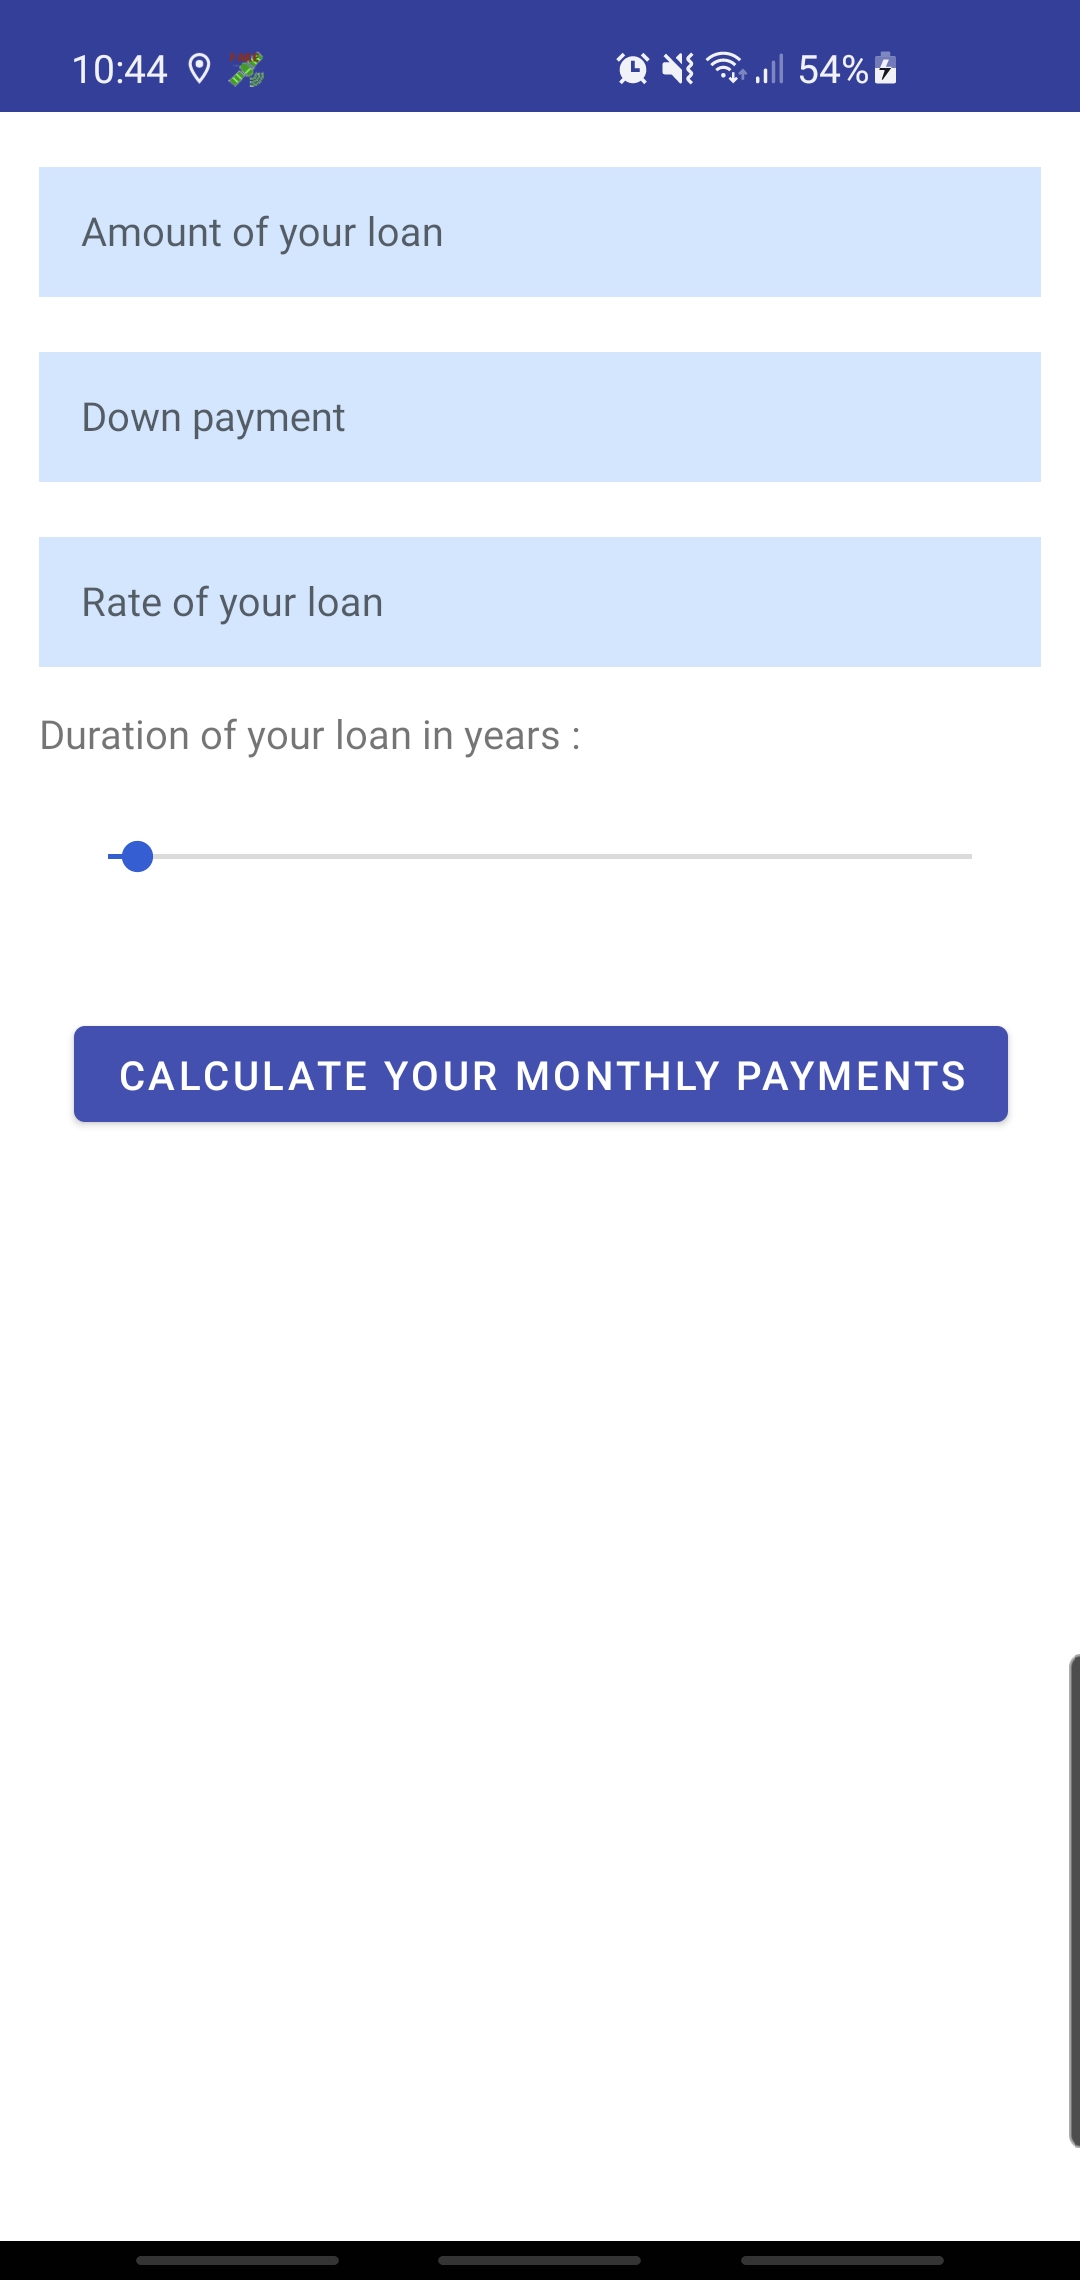 10:44 54%
Amount of your loan
Down payment
Rate of your loan
Duration of your loan in years :
CALCULATE YOUR MONTHLY PAYMENTS